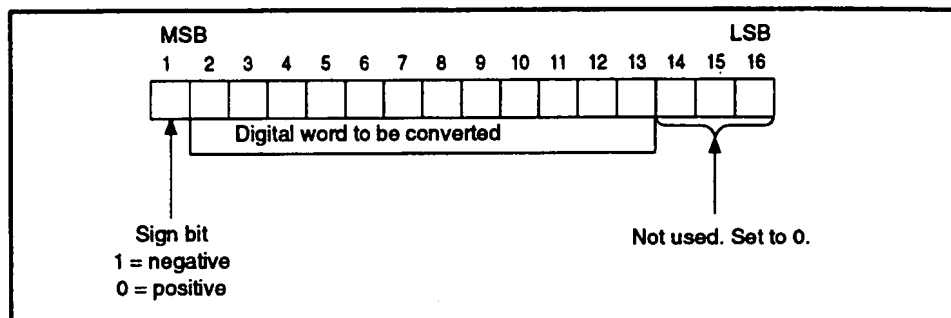 MSB LSB
1 2 3 4 5 6 7 8 9 10 11 12 13 14 15 16
Digital word to be converted
Sign bit
1 = negative
0 = positive
Not used. Set to 0.